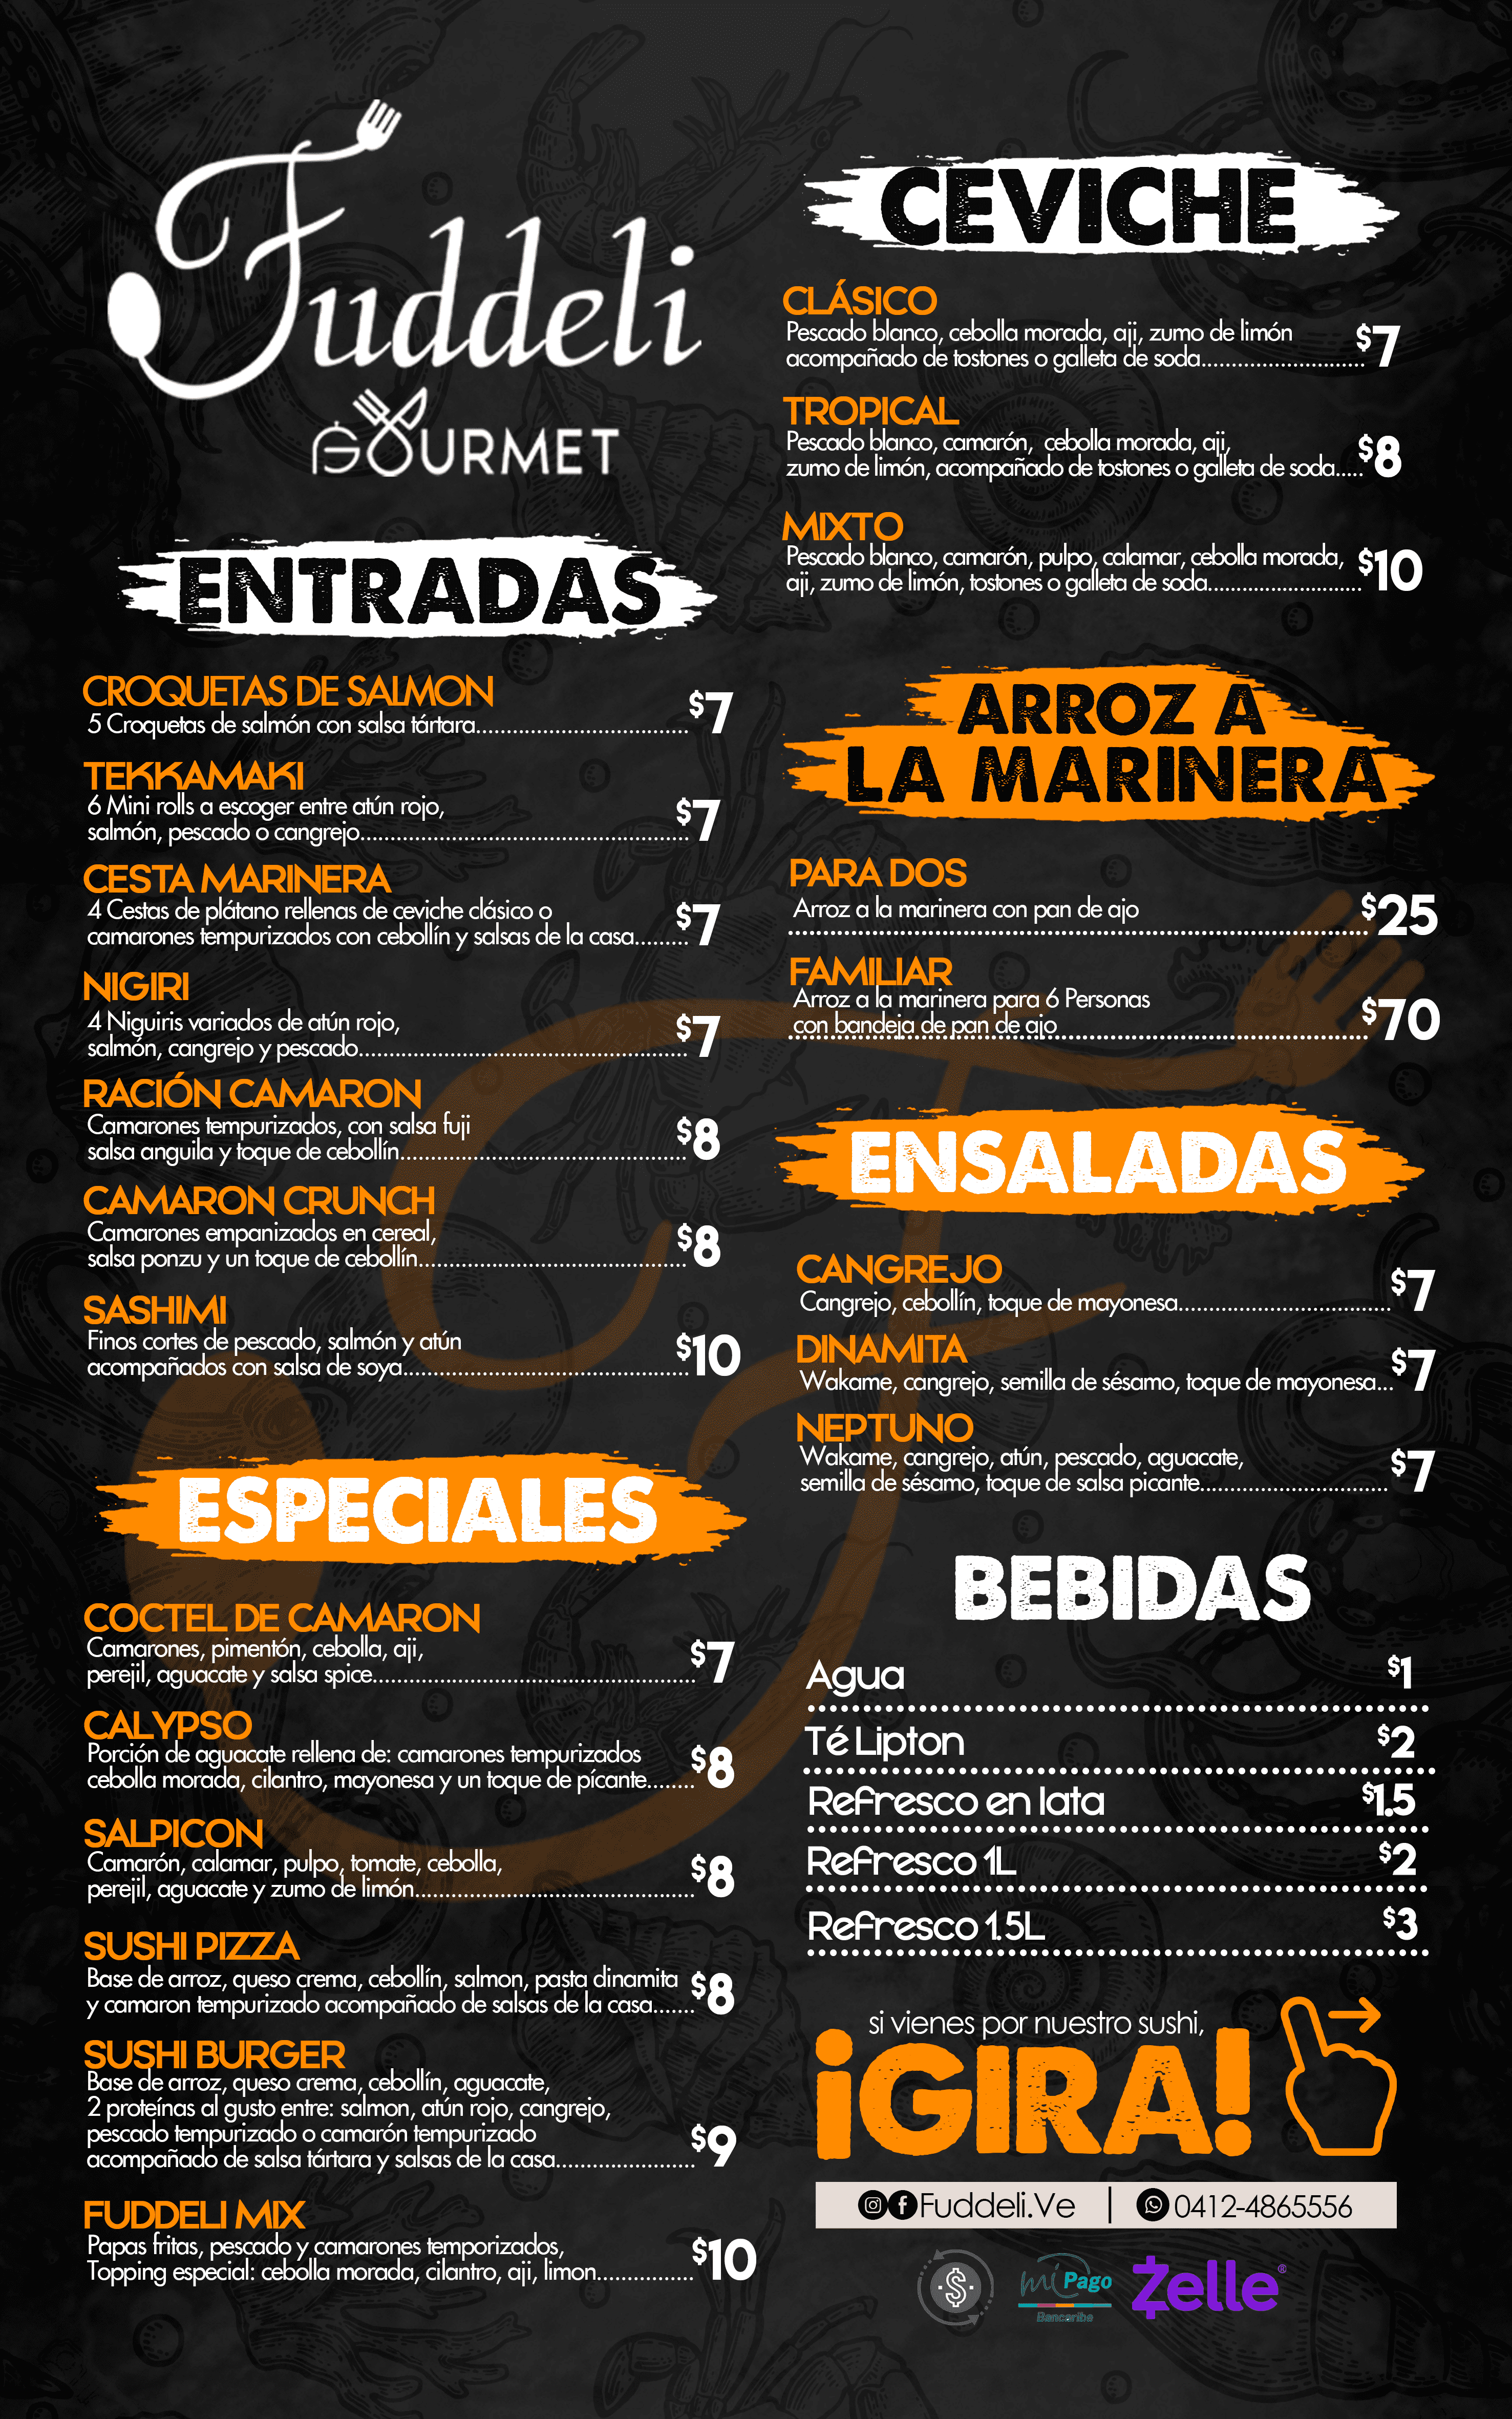 Fuddeli
GOURMET
ENTRADAS
CROQUETAS DE SALMON
5 Croquetas de salmón con salsa tártara.................................. $7
TEKKAMAKI
6 Mini rolls a escoger entre atún rojo,
salmón, pescado o cangrejo..................................................... $7
CESTA MARINERA
4 Cestas de plátano rellenas de ceviche clásico o
camarones tempurizados con cebollín y salsas de la casa......... $7
NIGIRI
4 Niguiris variados de atún rojo,
salmón, cangrejo y pescado..................................................... $7
RACIÓN CAMARON
Camarones tempurizados, con salsa fuji
salsa anguila y toque de cebollín.............................................. $8
CAMARON CRUNCH
Camarones empanizados en cereal,
salsa ponzu y un toque de cebollín........................................... $8
SASHIMI
Finos cortes de pescado, salmón y atún
acompañados con salsa de soya.............................................. $10
ESPECIALES
COCTEL DE CAMARON
Camarones, pimentón, cebolla, aji,
perejil, aguacate y salsa spice.................................................... $7
CALYPSO
Porción de aguacate rellena de: camarones tempurizados
cebolla morada, cilantro, mayonesa y un toque de pícante........ $8
SALPICON
Camarón, calamar, pulpo, tomate, cebolla,
perejil, aguacate y zumo de limón............................................. $8
SUSHI PIZZA
Base de arroz, queso crema, cebollín, salmon, pasta dinamita
y camaron tempurizado acompañado de salsas de la casa....... $8
SUSHI BURGER
Base de arroz, queso crema, cebollín, aguacate,
2 proteínas al gusto entre: salmon, atún rojo, cangrejo,
pescado tempurizado o camarón tempurizado
acompañado de salsa tártara y salsas de la casa....................... $9
FUDDELI MIX
Papas fritas, pescado y camarones temporizados,
Topping especial: cebolla morada, cilantro, aji, limon................ $10
CEVICHE
CLÁSICO
Pescado blanco, cebolla morada, aji, zumo de limón
acompañado de tostones o galleta de soda........................... $7
TROPICAL
Pescado blanco, camarón, cebolla morada, aji,
zumo de limón, acompañado de tostones o galleta de soda..... $8
MIXTO
Pescado blanco, camarón, pulpo, calamar, cebolla morada,
aji, zumo de limón, tostones o galleta de soda......................... $10
ARROZ A
LA MARINERA
PARA DOS
Arroz a la marinera con pan de ajo $25
FAMILIAR
Arroz a la marinera para 6 Personas
con bandeja de pan de ajo $70
ENSALADAS
CANGREJO
Cangrejo, cebollín, toque de mayonesa.................................. $7
DINAMITA
Wakame, cangrejo, semilla de sésamo, toque de mayonesa... $7
NEPTUNO
Wakame, cangrejo, atún, pescado, aguacate,
semilla de sésamo, toque de salsa picante.............................. $7
BEBIDAS
Agua $1
Té Lipton $2
Refresco en lata $1.5
Refresco 1L $2
Refresco 1.5L $3
si vienes por nuestro sushi,
¡GIRA!
Fuddeli.Ve | 0412-4865556
$ mi Pago Zelle®
Bancaribe